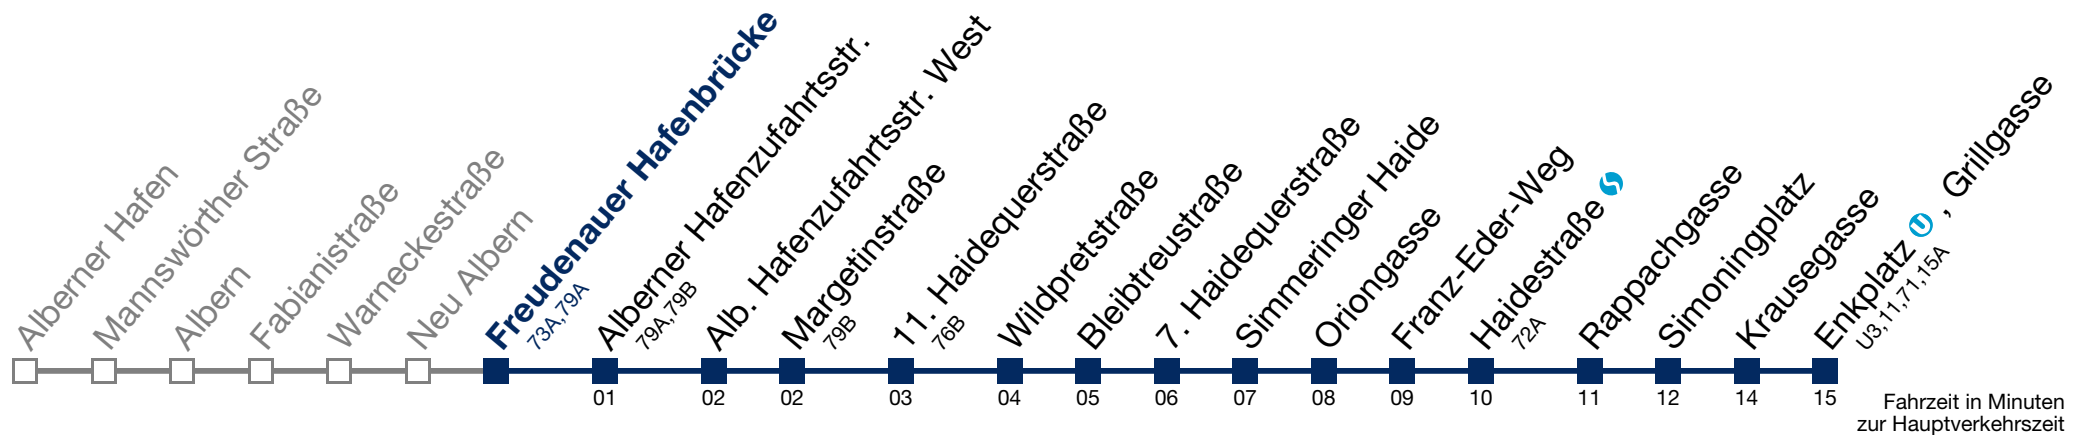 Alberner Hafen
Mannswörther Straße
Albern
Fabianistraße
Warneckestraße
Neu Albern
Freudenauer Hafenbrücke
73A, 79A
Alberner Hafenzufahrtsstr.
79A, 79B
Alb. Hafenzufahrtsstr. West
Margetinstraße
79B
11. Haidequerstraße
76B
Wildpretstraße
Bleibtreustraße
7. Haidequerstraße
Simmeringer Haide
Oriongasse
Franz-Eder-Weg
Haidestraße
72A
Rappachgasse
Simoningplatz
Krausegasse
Enkplatz U, Grillgasse
U3, 11, 71, 15A
01 02 02 03 04 05 06 07 08 09 10 11 12 14 15
Fahrzeit in Minuten
zur Hauptverkehrszeit